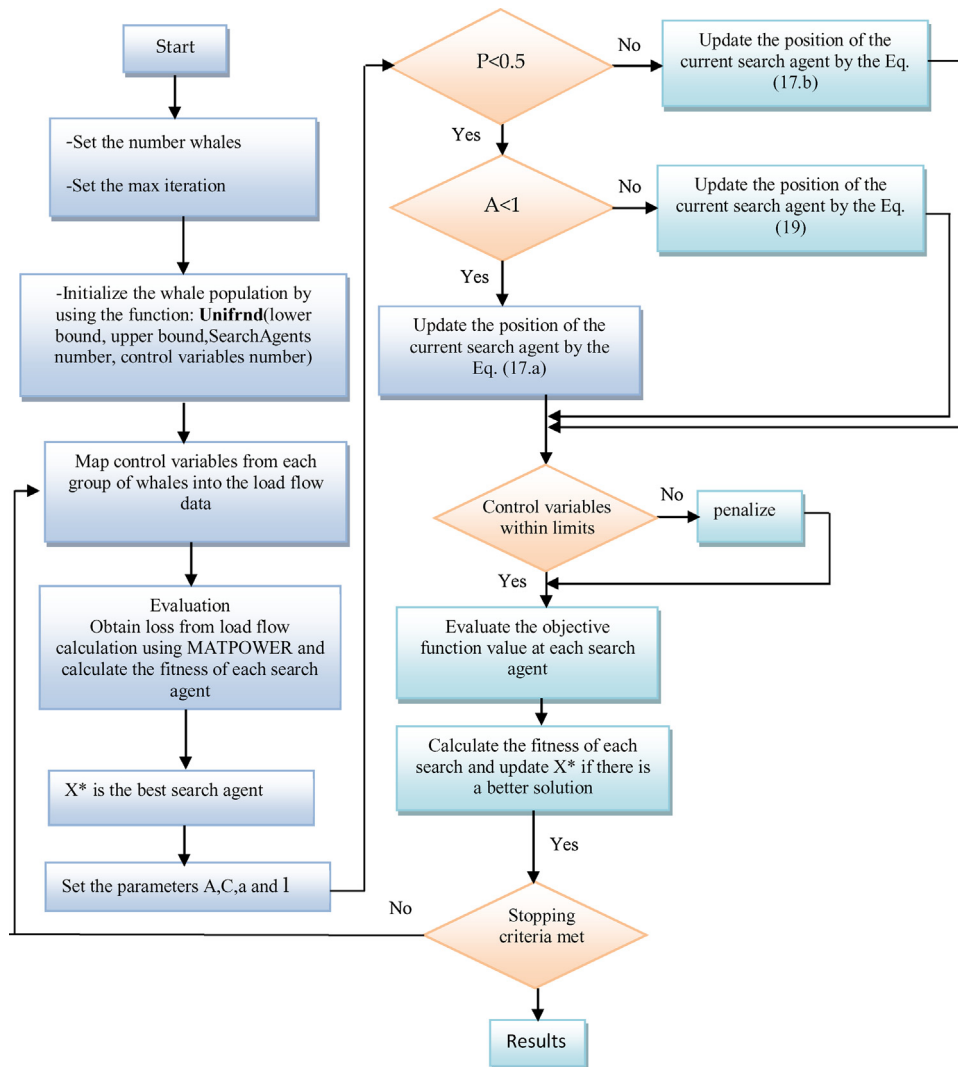 Start
-Set the number whales
-Set the max iteration
-Initialize the whale population by
using the function: Unifrnd(lower
bound, upper bound,SearchAgents
number, control variables number)
Map control variables from each
group of whales into the load flow
data
Evaluation
Obtain loss from load flow
calculation using MATPOWER and
calculate the fitness of each search
agent
X* is the best search agent
Set the parameters A,C,a and l
P<0.5
No
Update the position of the
current search agent by the Eq.
(17.b)
Yes
A<1
No
Update the position of the
current search agent by the Eq.
(19)
Yes
Update the position of the
current search agent by the
Eq. (17.a)
Control variables
within limits
No
penalize
Yes
Evaluate the objective
function value at each search
agent
Calculate the fitness of each
search and update X* if there is
a better solution
Yes
Stopping
criteria met
No
Results